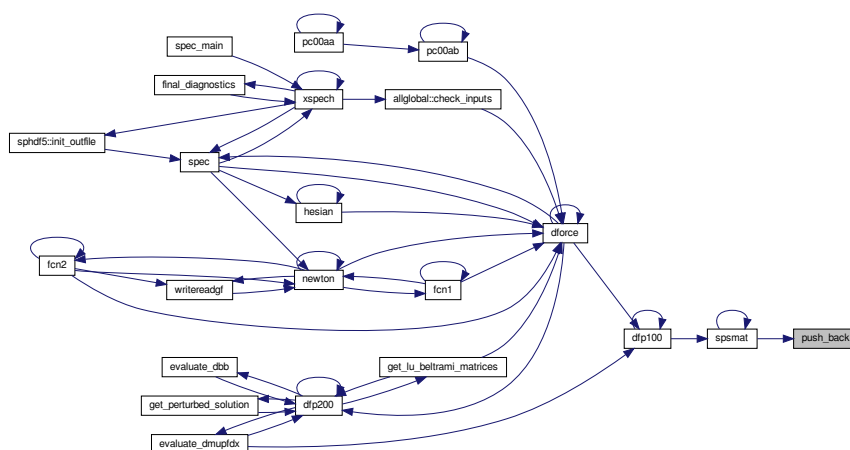 spec_main
pc00aa
pc00ab
final_diagnostics
xspech
allglobal::check_inputs
sphdf5::init_outfile
spec
hesian
dforce
fcn2
newton
writereadgf
fcn1
dfp100
spsmat
push_back
evaluate_dbb
get_lu_beltrami_matrices
get_perturbed_solution
dfp200
evaluate_dmupfdx